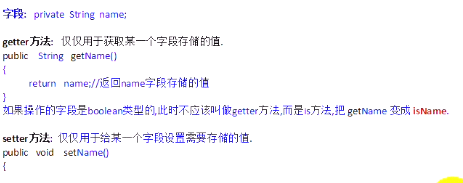 字段: private String name;
getter方法: 仅仅用于获取某一个字段存储的值.
public String getName()
{
return name;//返回name字段存储的值
}
如果操作的字段是boolean类型的,此时不应该叫做getter方法,而是is方法,把 getName 变成 isName.
setter方法: 仅仅用于给某一个字段设置需要存储的值.
public void setName()
{